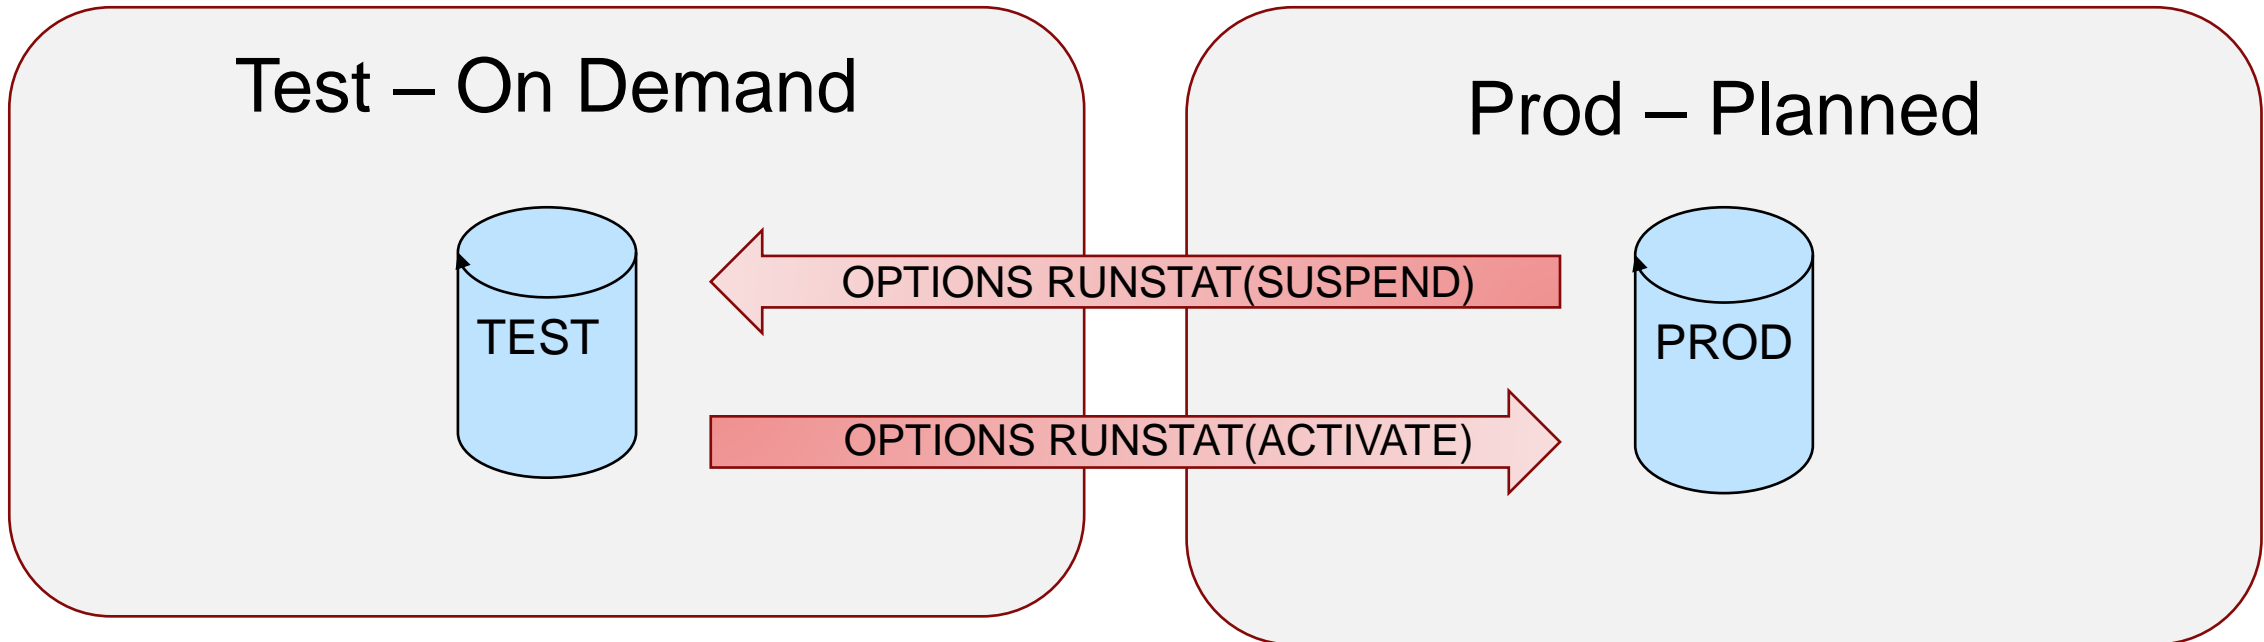 Test – On Demand
Prod – Planned
OPTIONS RUNSTAT(SUSPEND)
TEST
PROD
OPTIONS RUNSTAT(ACTIVATE)